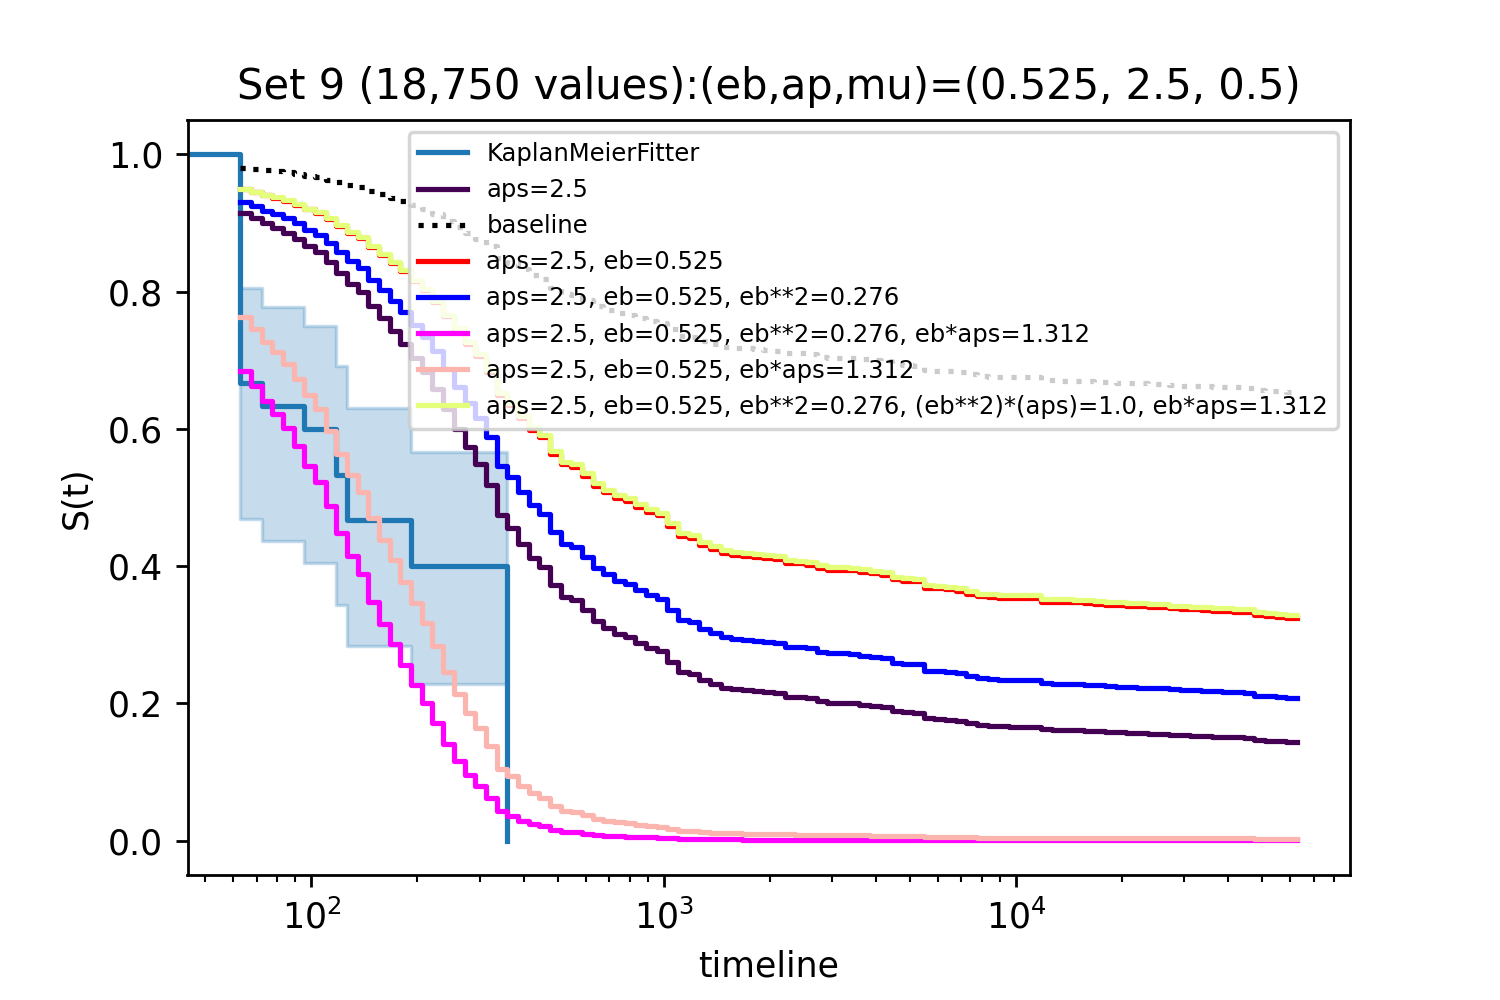 Set 9 (18,750 values):(eb,ap,mu)=(0.525, 2.5, 0.5)
KaplanMeierFitter
aps=2.5
baseline
aps=2.5, eb=0.525
aps=2.5, eb=0.525, eb**2=0.276
aps=2.5, eb=0.525, eb**2=0.276, eb*aps=1.312
aps=2.5, eb=0.525, eb*aps=1.312
aps=2.5, eb=0.525, eb**2=0.276, (eb**2)*(aps)=1.0, eb*aps=1.312
S(t)
1.0
0.8
0.6
0.4
0.2
0.0
10² 10³ 10⁴
timeline